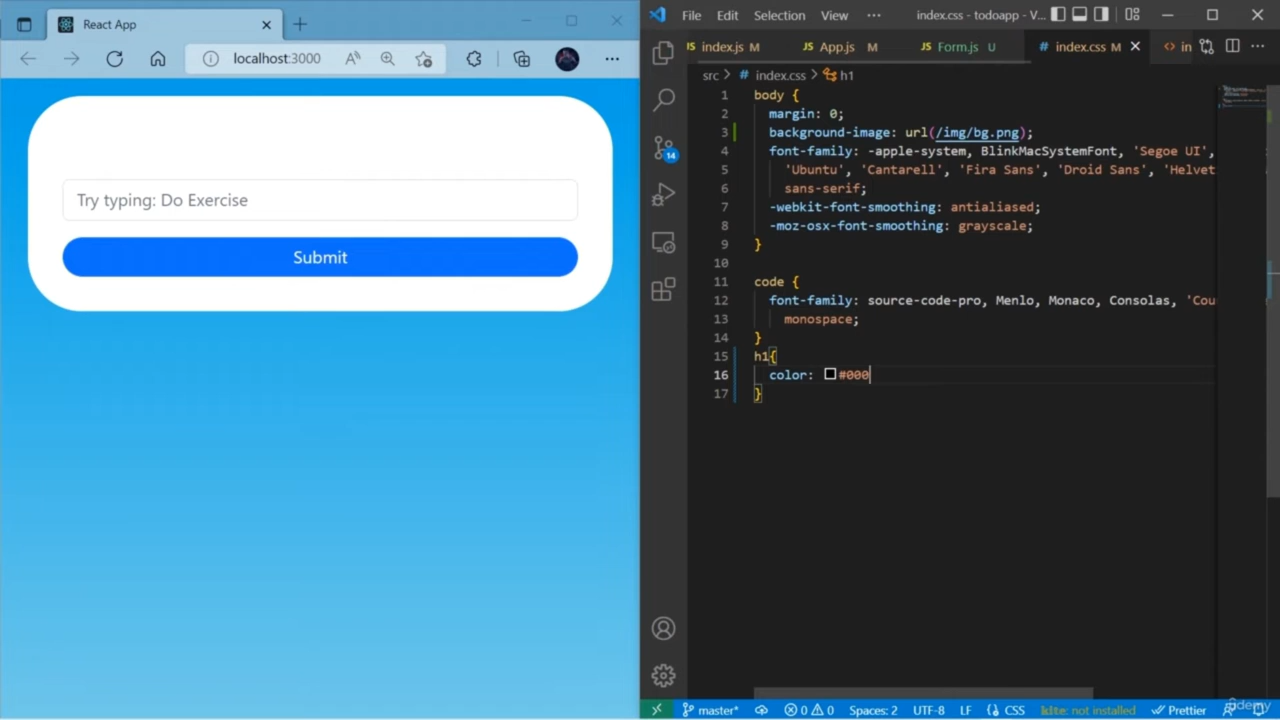 React App
localhost:3000
Try typing: Do Exercise
Submit
File Edit Selection View ··· index.css - todoapp - V...
JS index.js M JS App.js M JS Form.js U # index.css M in
src > # index.css > h1
1 body {
2 margin: 0;
3 background-image: url(/img/bg.png);
4 font-family: -apple-system, BlinkMacSystemFont, 'Segoe UI',
5 'Ubuntu', 'Cantarell', 'Fira Sans', 'Droid Sans', 'Helvet
6 sans-serif;
7 -webkit-font-smoothing: antialiased;
8 -moz-osx-font-smoothing: grayscale;
9 }
10
11 code {
12 font-family: source-code-pro, Menlo, Monaco, Consolas, 'Cou
13 monospace;
14 }
15 h1{
16 color: #000
17 }
14
master* 0 0 Spaces: 2 UTF-8 LF {} CSS kite: not installed Prettier
Udemy